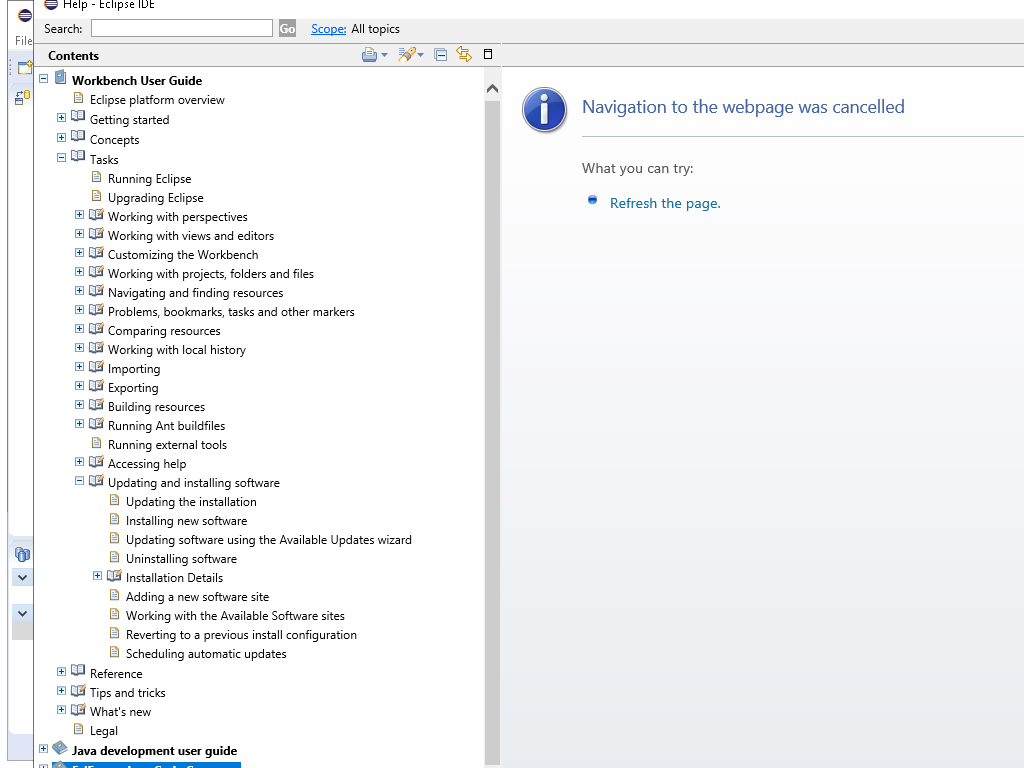 Help - Eclipse IDE
File
Search:
Go
Scope: All topics
Contents
Workbench User Guide
Eclipse platform overview
Getting started
Concepts
Tasks
Running Eclipse
Upgrading Eclipse
Working with perspectives
Working with views and editors
Customizing the Workbench
Working with projects, folders and files
Navigating and finding resources
Problems, bookmarks, tasks and other markers
Comparing resources
Working with local history
Importing
Exporting
Building resources
Running Ant buildfiles
Running external tools
Accessing help
Updating and installing software
Updating the installation
Installing new software
Updating software using the Available Updates wizard
Uninstalling software
Installation Details
Adding a new software site
Working with the Available Software sites
Reverting to a previous install configuration
Scheduling automatic updates
Reference
Tips and tricks
What's new
Legal
Java development user guide
Navigation to the webpage was cancelled
What you can try:
Refresh the page.